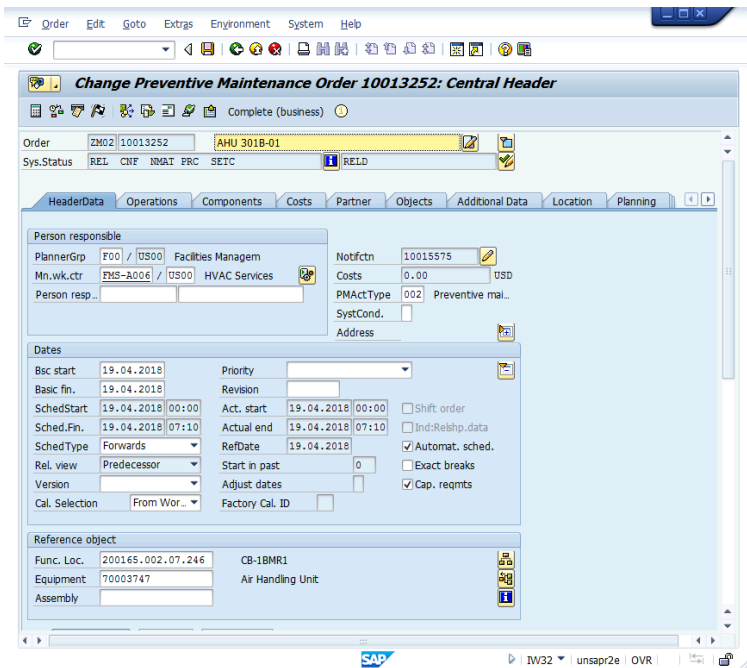 Order Edit Goto Extras Environment System Help
Change Preventive Maintenance Order 10013252: Central Header
Complete (business)
Order ZM02 10013252 AHU 301B-01
Sys.Status REL CNF NMAT PRC SETC RELD
HeaderData Operations Components Costs Partner Objects Additional Data Location Planning
Person responsible
PlannerGrp F00 / US00 Facilities Managem Notifctn 10015575
Mn.wk.ctr FMS-A006 / US00 HVAC Services Costs 0.00 USD
Person resp.. PMActType 002 Preventive mai..
SystCond.
Address
Dates
Bsc start 19.04.2018 Priority
Basic fin. 19.04.2018 Revision
SchedStart 19.04.2018 00:00 Act. start 19.04.2018 00:00 Shift order
Sched.Fin. 19.04.2018 07:10 Actual end 19.04.2018 07:10 Ind:Relshp.data
SchedType Forwards RefDate 19.04.2018 Automat. sched.
Rel. view Predecessor Start in past 0 Exact breaks
Version Adjust dates Cap. reqmts
Cal. Selection From Wor.. Factory Cal. ID
Reference object
Func. Loc. 200165.002.07.246 CB-1BMR1
Equipment 70003747 Air Handling Unit
Assembly
SAP IW32 unsapr2e OVR